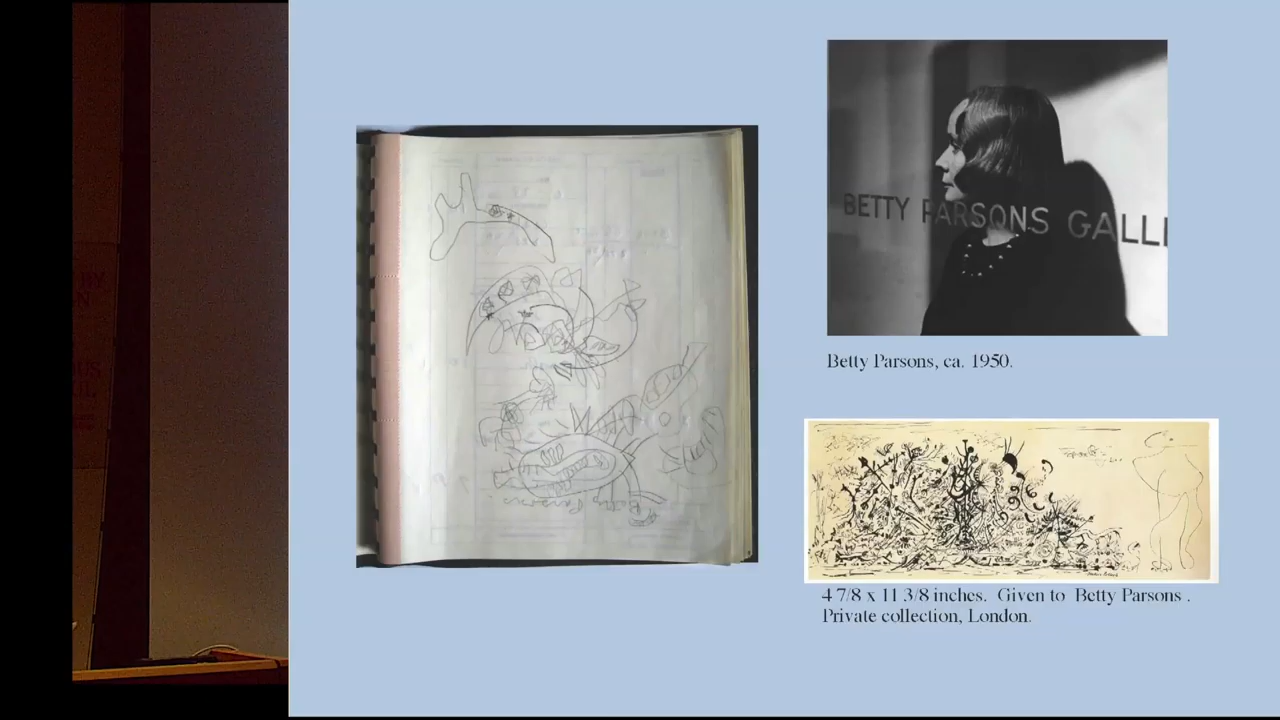 BETTY PARSONS GALLE
Betty Parsons, ca. 1950.
4 7/8 x 11 3/8 inches. Given to Betty Parsons .
Private collection, London.